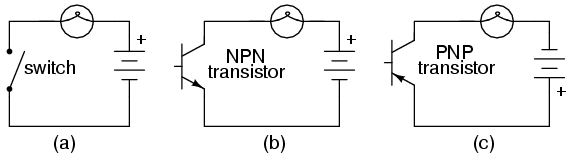 +
switch
(a)
NPN
transistor
+
(b)
PNP
transistor
+
(c)